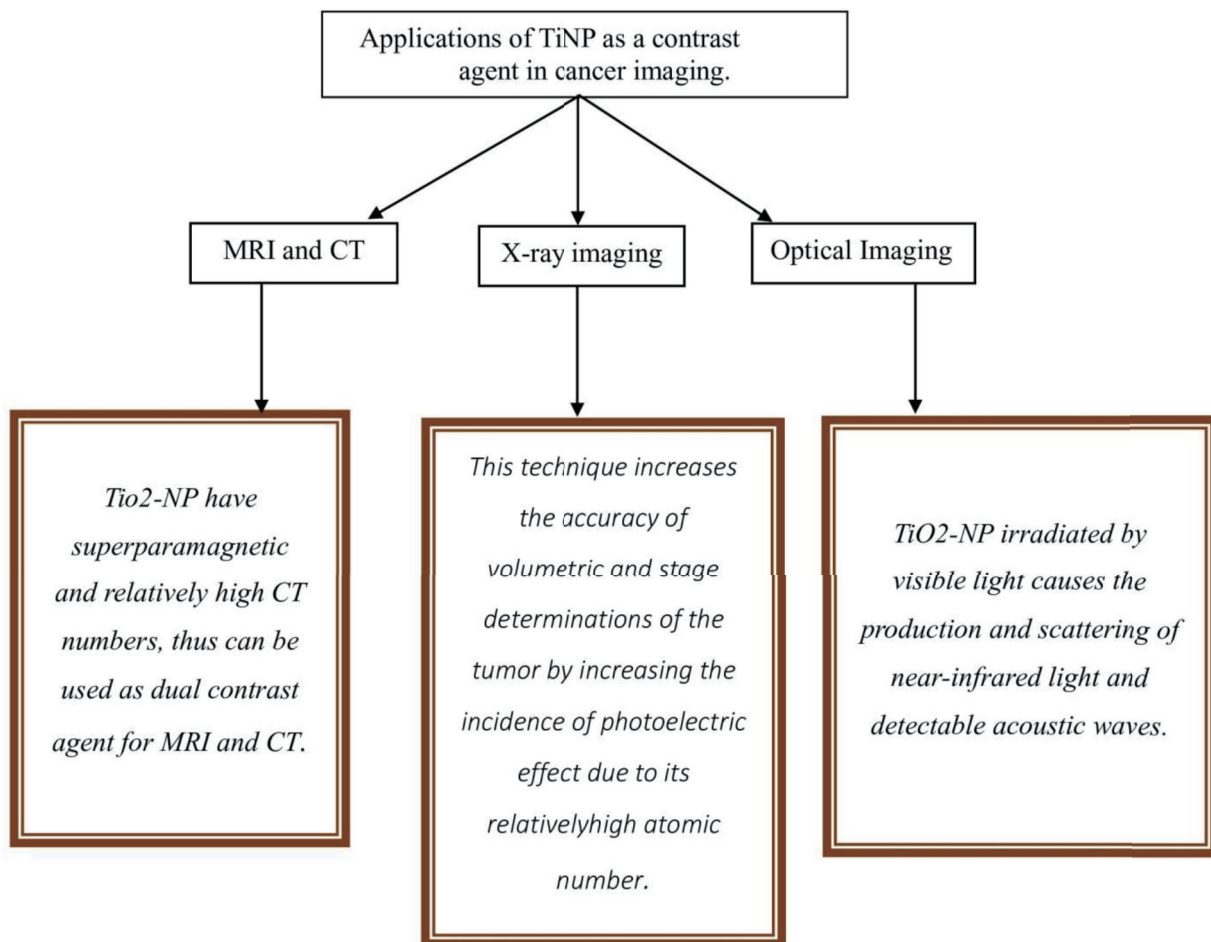 Applications of TiNP as a contrast
agent in cancer imaging.
MRI and CT
X-ray imaging
Optical Imaging
Tio2-NP have
superparamagnetic
and relatively high CT
numbers, thus can be
used as dual contrast
agent for MRI and CT.
This technique increases
the accuracy of
volumetric and stage
determinations of the
tumor by increasing the
incidence of photoelectric
effect due to its
relativelyhigh atomic
number.
TiO2-NP irradiated by
visible light causes the
production and scattering of
near-infrared light and
detectable acoustic waves.